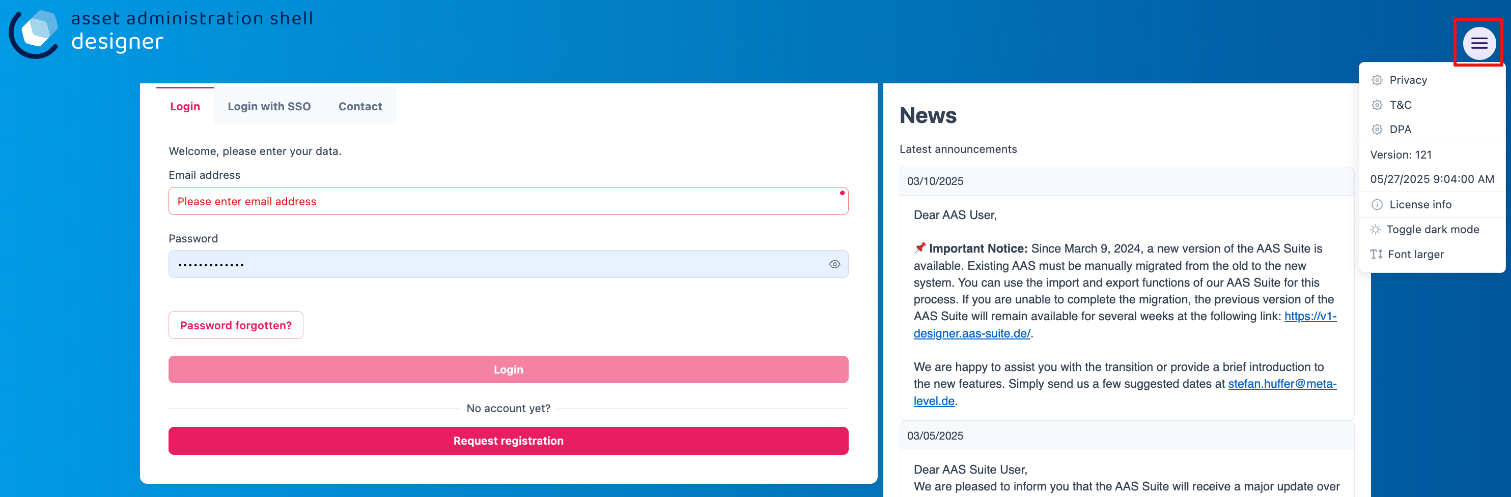 asset administration shell
designer
Login
Login with SSO
Contact
Welcome, please enter your data.
Email address
Please enter email address
Password
Password forgotten?
Login
No account yet?
Request registration
News
Latest announcements
03/10/2025
Dear AAS User,
📌 Important Notice: Since March 9, 2024, a new version of the AAS Suite is
available. Existing AAS must be manually migrated from the old to the new
system. You can use the import and export functions of our AAS Suite for this
process. If you are unable to complete the migration, the previous version of the
AAS Suite will remain available for several weeks at the following link: https://v1-
designer.aas-suite.de/.
We are happy to assist you with the transition or provide a brief introduction to
the new features. Simply send us a few suggested dates at stefan.huffer@meta-
level.de.
03/05/2025
Dear AAS Suite User,
We are pleased to inform you that the AAS Suite will receive a major update over
Privacy
T&C
DPA
Version: 121
05/27/2025 9:04:00 AM
License info
Toggle dark mode
Font larger